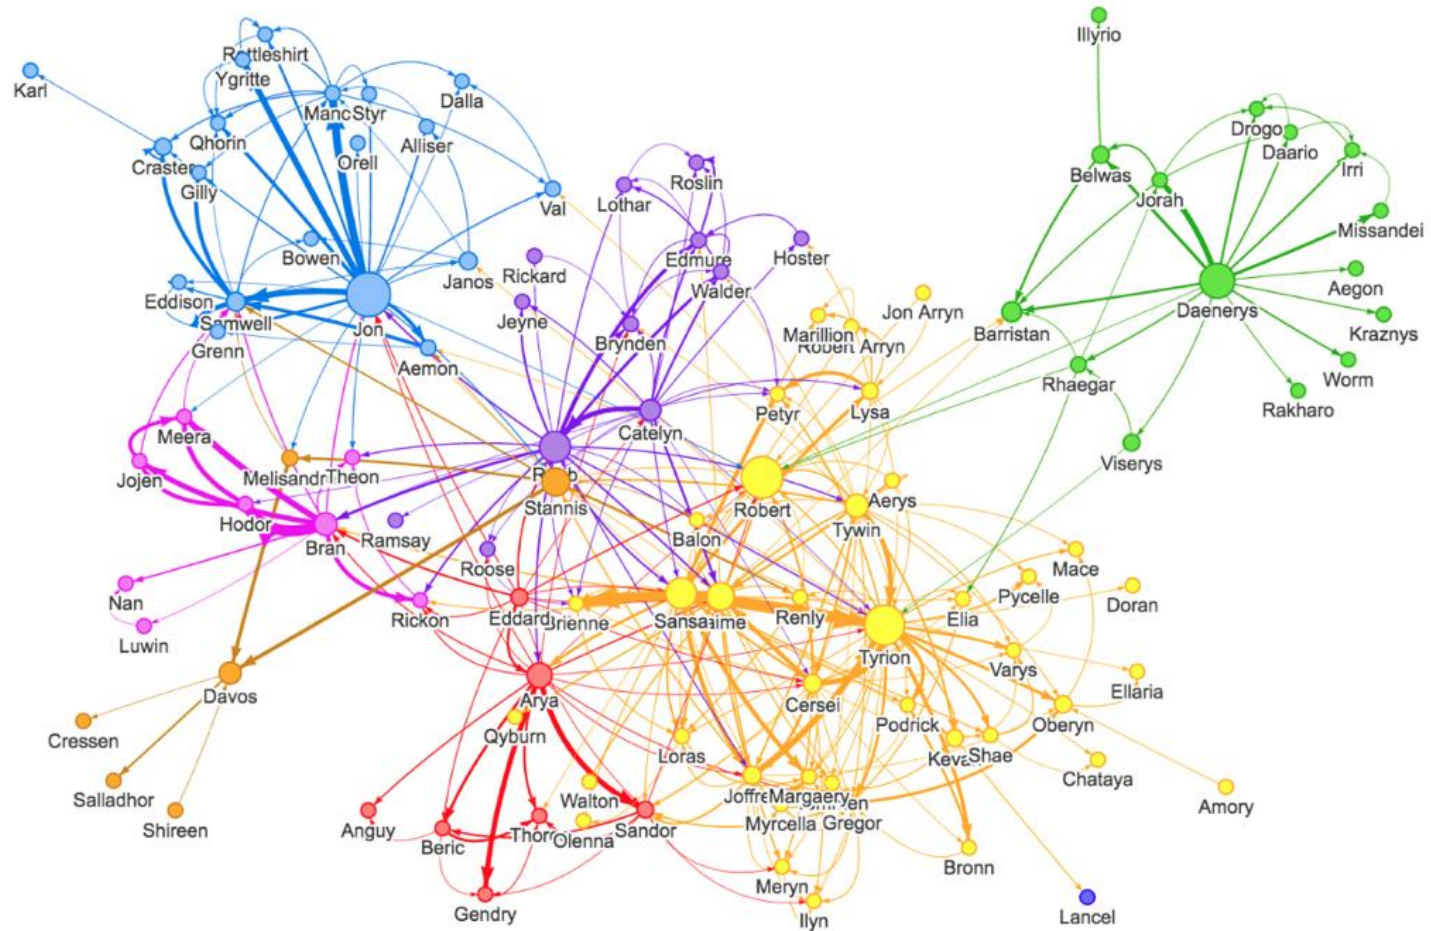 Illyrio
Rattleshirt
Karl
Ygritte
Dalla
Styr
Drogo
Qhorin
Alliser
Daario
Orell
Craster
Irri
Belwas
Gilly
Roslin
Jorah
Lothar
Val
Missandei
Bowen
Edmure
Hoster
Rickard
Janos
Walder
Aegon
Eddison
Daenerys
Samwell
Jon Arryn
Jeyne
Jon
Marillion
Barristan
Kraznys
Brynden
Robert Arryn
Grenn
Aemon
Worm
Rhaegar
Rakharo
Petyr
Lysa
Catelyn
Meera
Viserys
Theon
Jojen
Aerys
Stannis
Robert
Hodor
Tywin
Ramsay
Balon
Bran
Roose
Mace
Pycelle
Nan
Doran
Rickon
Eddard
Brienne
Sansa
Renly
Elia
Luwin
Tyrion
Varys
Ellaria
Davos
Arya
Cersei
Podrick
Oberyn
Qyburn
Cressen
Loras
Shae
Chataya
Joffre
Margaery
Salladhor
Walton
Amory
Myrcella
Gregor
Shireen
Anguy
Sandor
Beric
Olenna
Bronn
Meryn
Gendry
Lancel
Ilyn